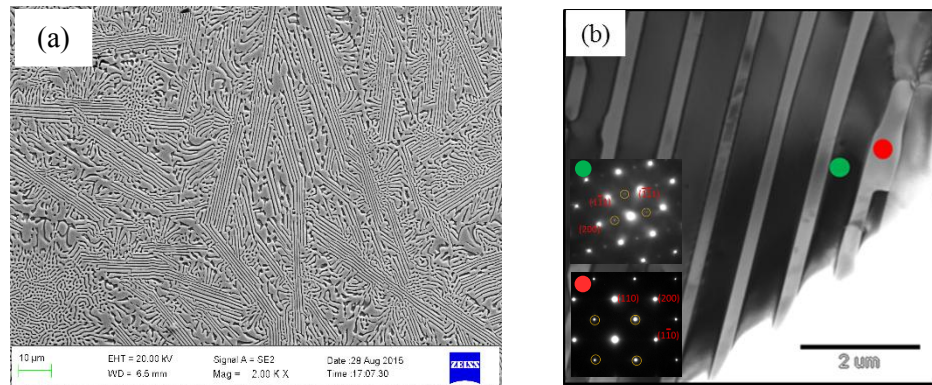 (a)
10 μm
EHT = 20.00 kV
Signal A = SE2
Date :28 Aug 2015
WD = 6.5 mm
Mag = 2.00 K X
Time :17:07:30
ZEISS
(b)
(200)
(110)
(200)
(11̅0)
2 um